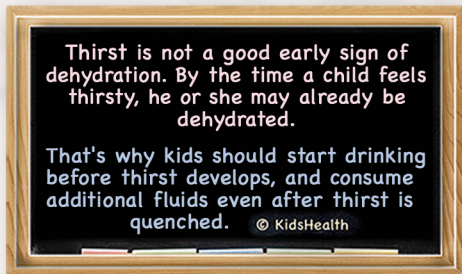 Thirst is not a good early sign of
dehydration. By the time a child feels
thirsty, he or she may already be
dehydrated.
That's why kids should start drinking
before thirst develops, and consume
additional fluids even after thirst is
quenched. © KidsHealth